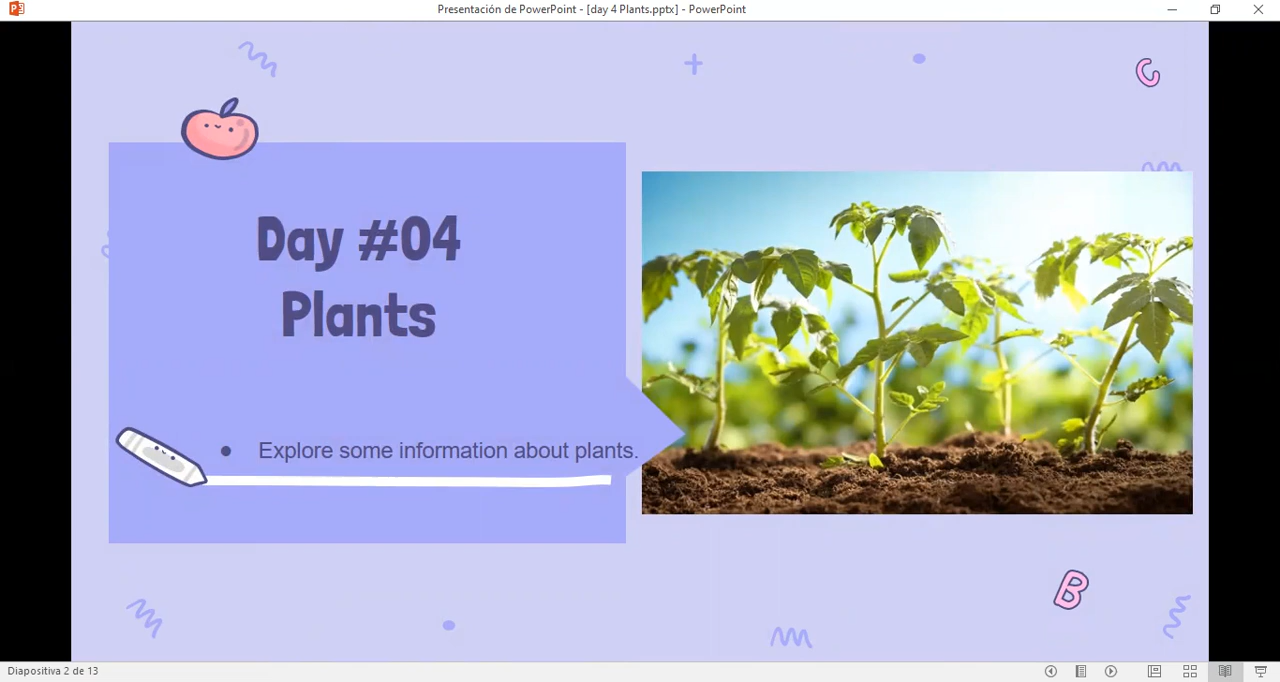 Presentación de PowerPoint - [day 4 Plants.pptx] - PowerPoint
C
Day #04
Plants
● Explore some information about plants.
B
Diapositiva 2 de 13